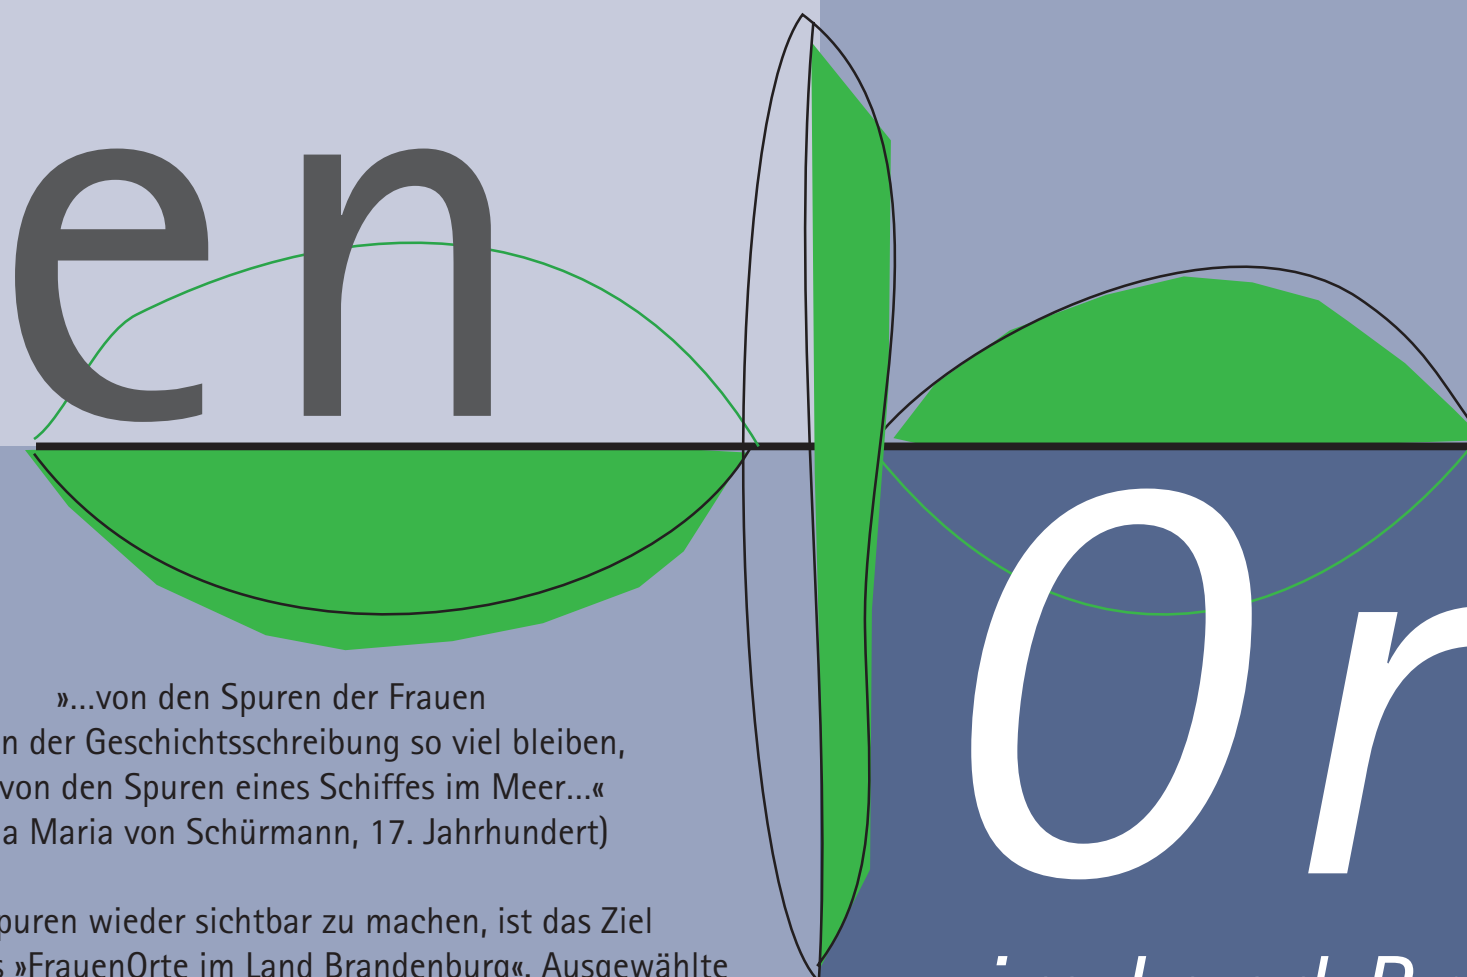 en
Or
»...von den Spuren der Frauen
n der Geschichtsschreibung so viel bleiben,
von den Spuren eines Schiffes im Meer...«
a Maria von Schürmann, 17. Jahrhundert)
puren wieder sichtbar zu machen, ist das Ziel
s »FrauenOrte im Land Brandenburg«. Ausgewählte